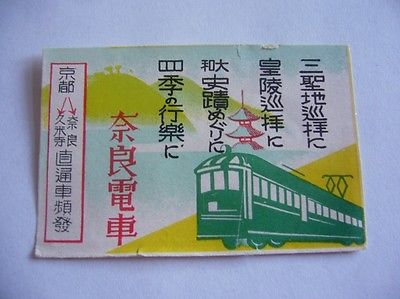 三聖地巡拝に
皇陵巡拝に
大和史蹟めぐりに
四季の行樂に
奈良電車
京都 奈良 久米寺 直通車頻發